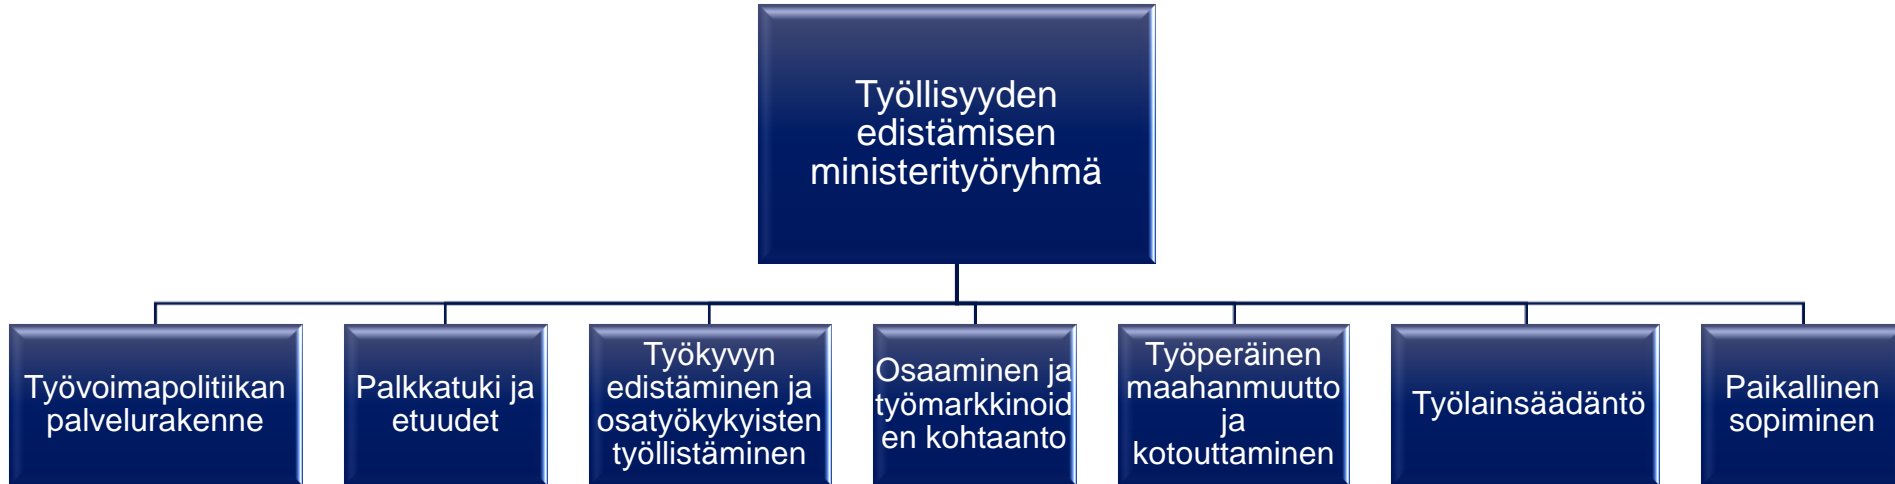 Työllisyyden
edistämisen
ministerityöryhmä
Työvoimapolitiikan
palvelurakenne
Palkkatuki ja
etuudet
Työkyvyn
edistäminen ja
osatyökykyisten
työllistäminen
Osaaminen ja
työmarkkinoid
en kohtaanto
Työperäinen
maahanmuutto
ja
kotouttaminen
Työlainsäädäntö
Paikallinen
sopiminen